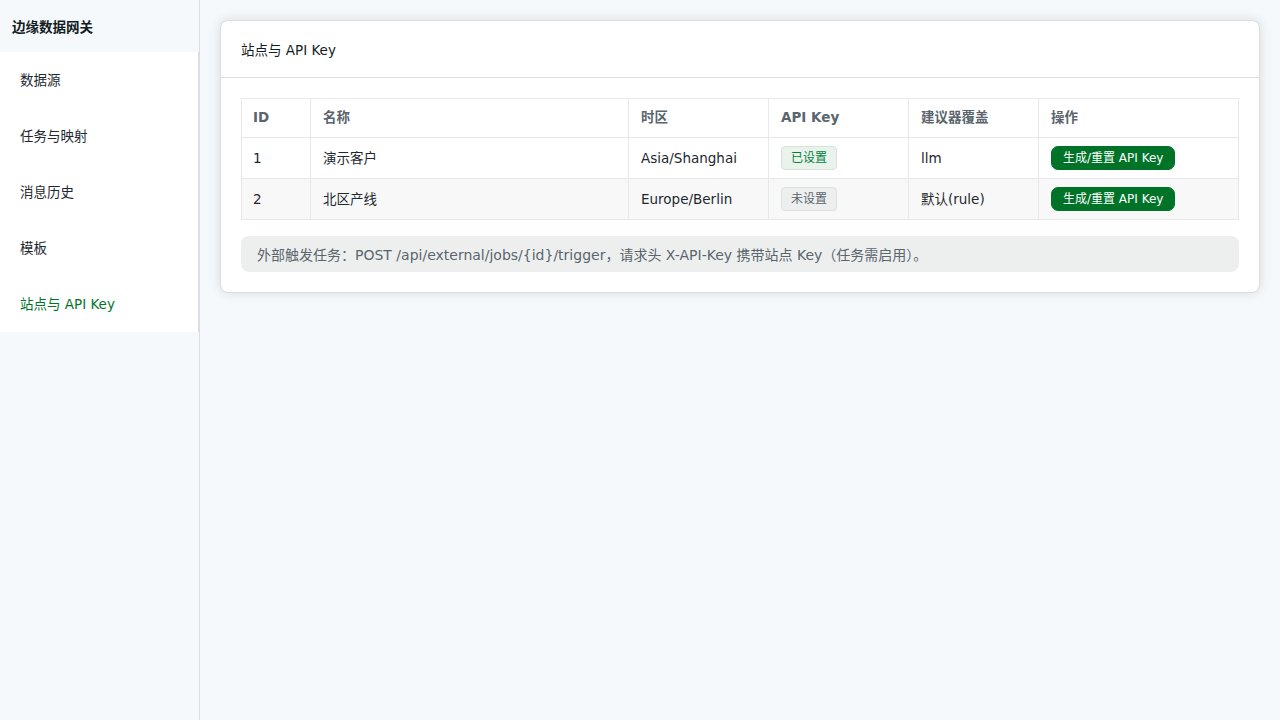 边缘数据网关
数据源
任务与映射
消息历史
模板
站点与 API Key
站点与 API Key
ID 名称 时区 API Key 建议器覆盖 操作
1 演示客户 Asia/Shanghai 已设置 llm 生成/重置 API Key
2 北区产线 Europe/Berlin 未设置 默认(rule) 生成/重置 API Key
外部触发任务：POST /api/external/jobs/{id}/trigger，请求头 X-API-Key 携带站点 Key（任务需启用）。